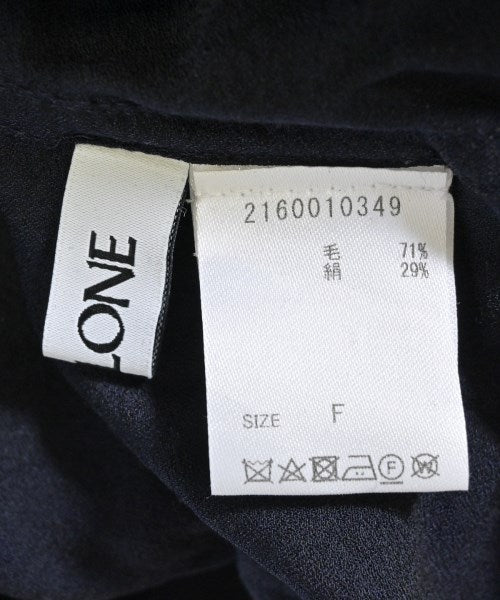 LONE
2160010349
毛 71%
絹 29%
SIZE F
F W